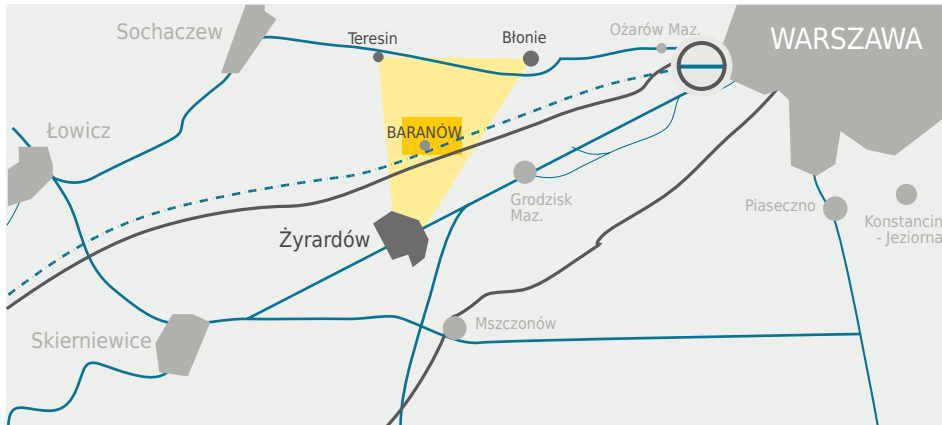 Sochaczew
Teresin
Błonie
Ożarów Maz.
WARSZAWA
Łowicz
BARANÓW
Grodzisk
Maz.
Piaseczno
Konstancin
- Jeziorna
Żyrardów
Skierniewice
Mszczonów